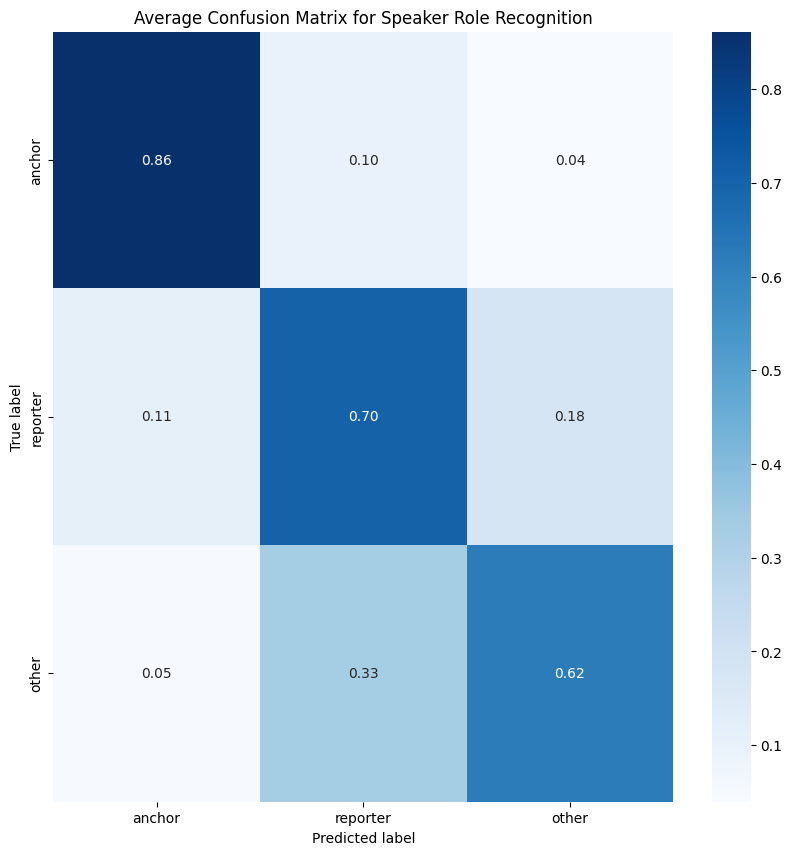 Average Confusion Matrix for Speaker Role Recognition
anchor
0.86
0.10
0.04
True label
reporter
0.11
0.70
0.18
other
0.05
0.33
0.62
anchor
reporter
other
Predicted label
0.8
0.7
0.6
0.5
0.4
0.3
0.2
0.1